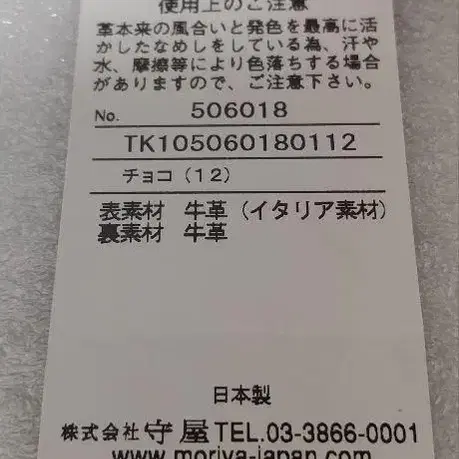 使用上のご注意
革本来の風合いと発色を最高に活
かしたなめしをしている為、汗や
水、摩擦等により色落ちする場合
がありますので、ご注意下さい。
No. 506018
TK105060180112
チョコ（12）
表素材 牛革（イタリア素材）
裏素材 牛革
日本製
株式会社 守屋 TEL.03-3866-0001
www.moriya-japan.com